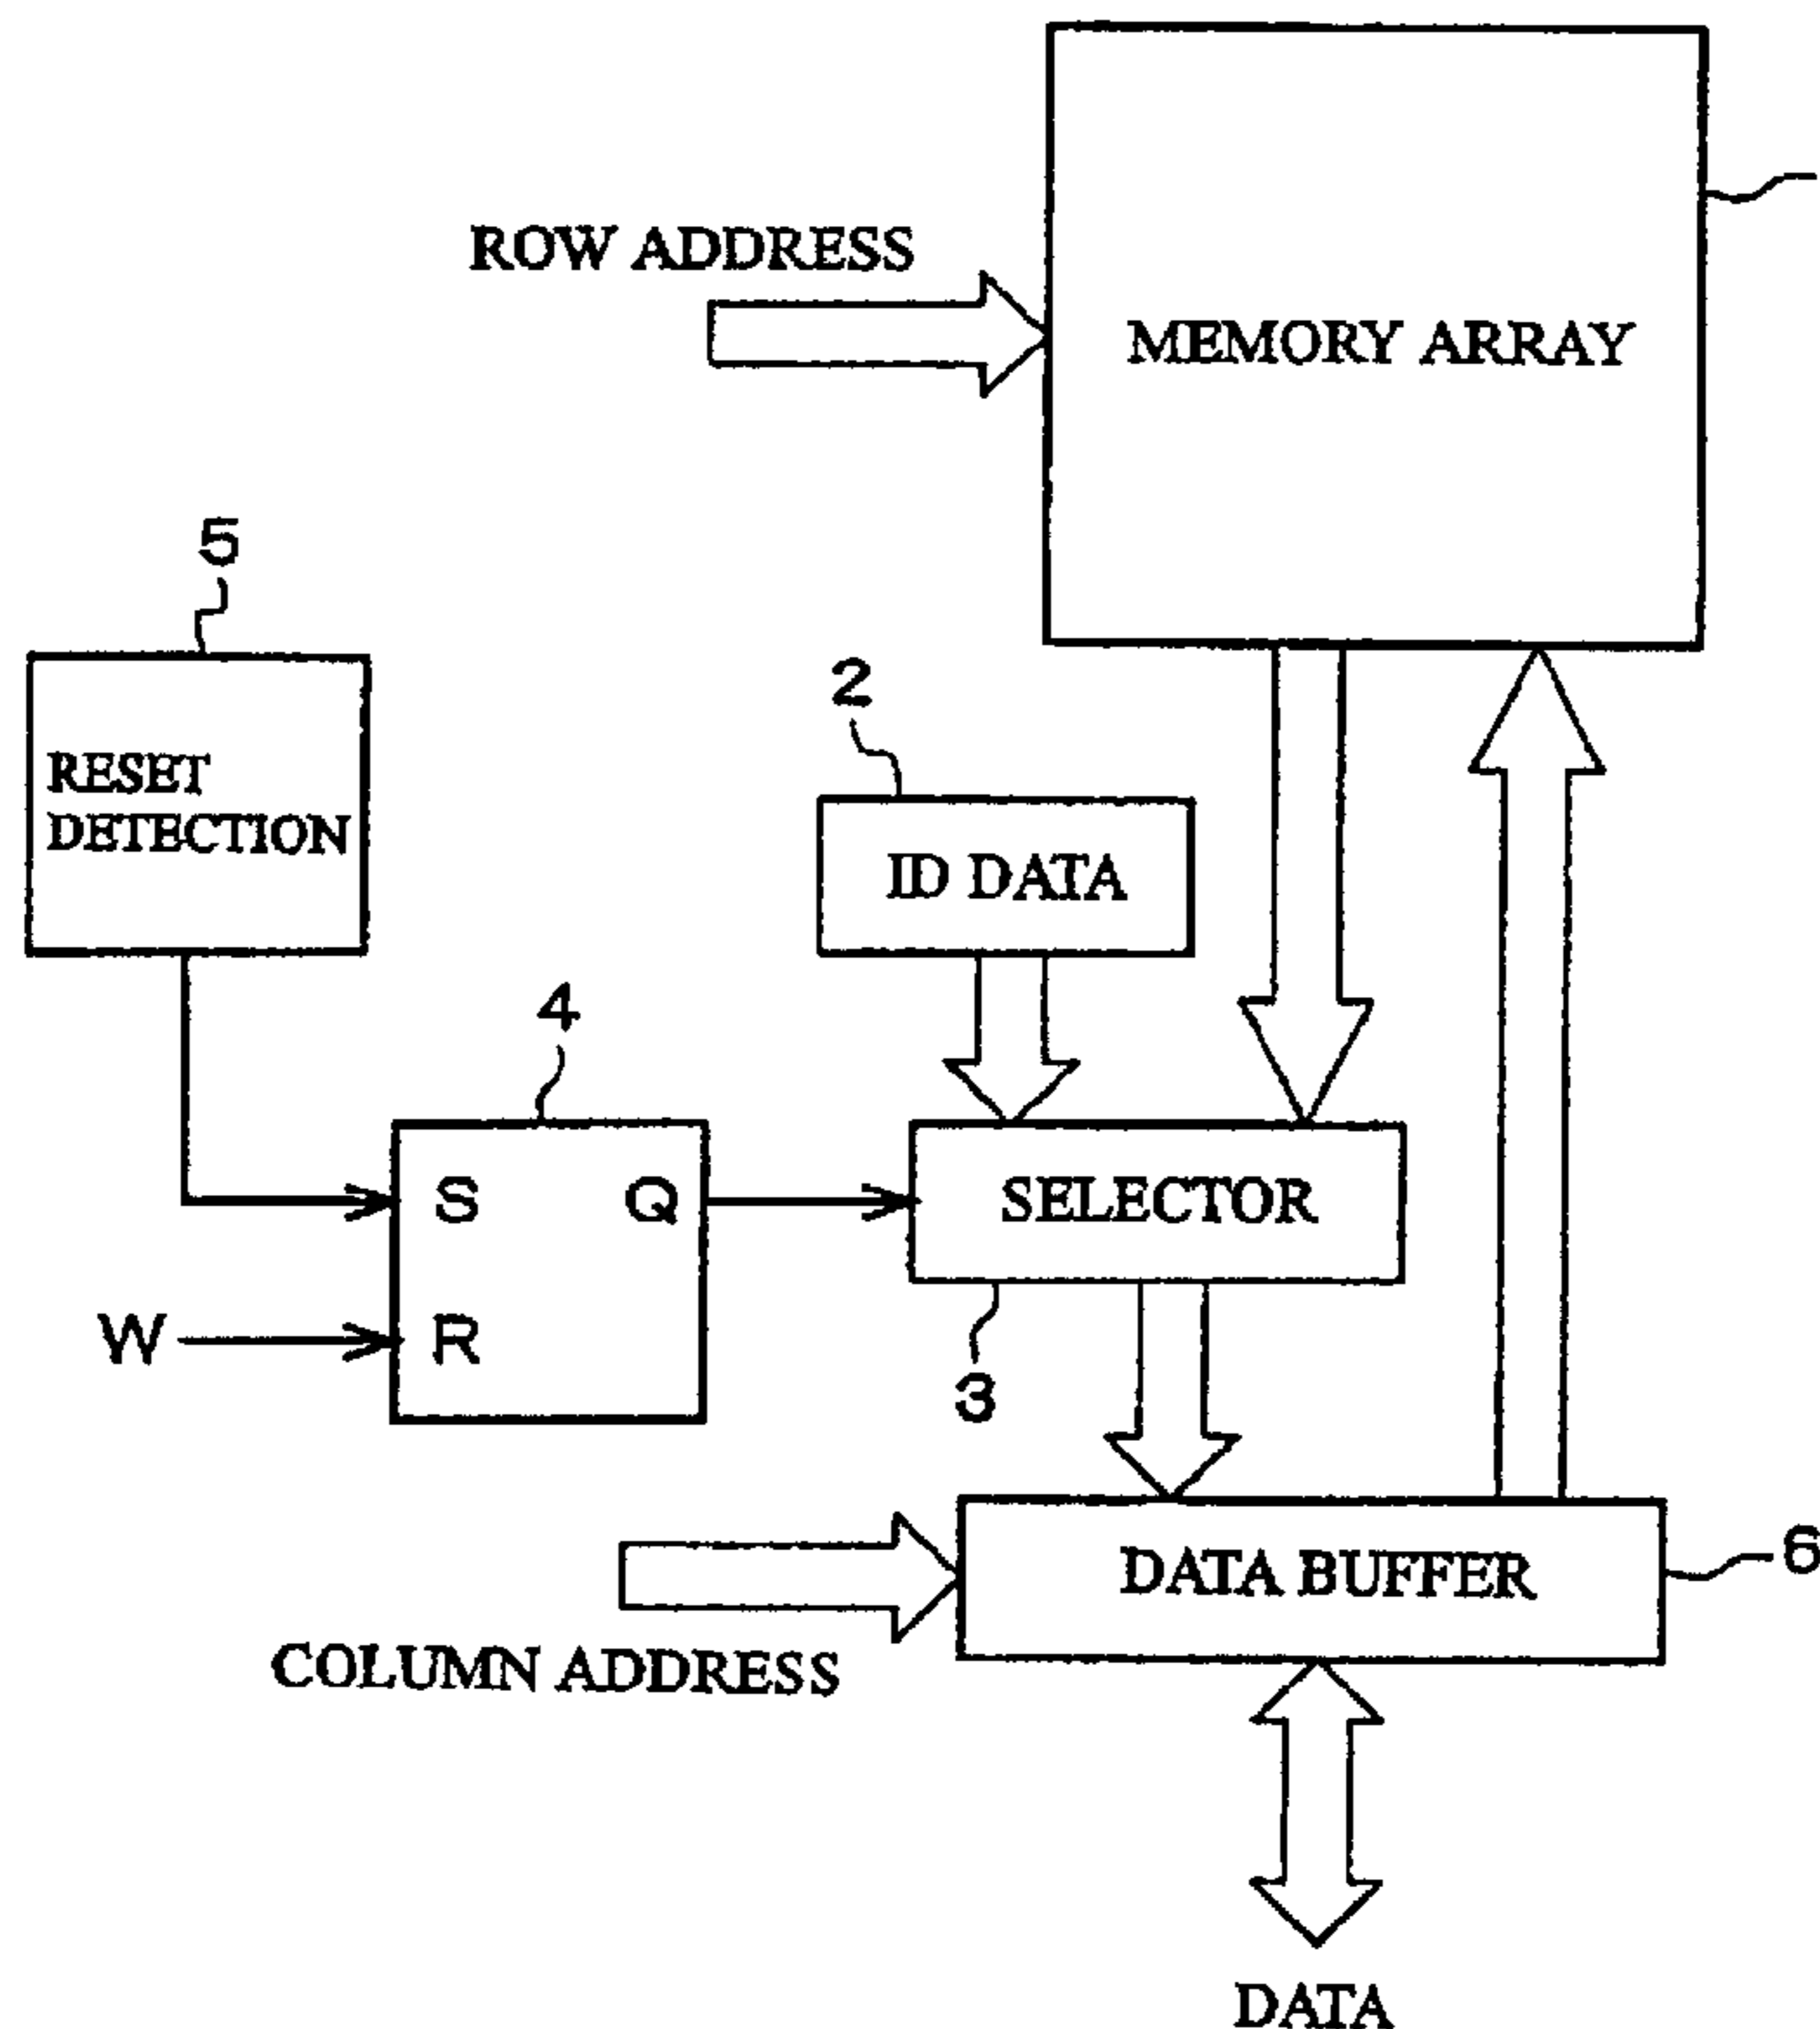 ROW ADDRESS
MEMORY ARRAY
5
RESET
DETECTION
2
ID DATA
4
S
Q
SELECTOR
W
R
3
DATA BUFFER
6
COLUMN ADDRESS
DATA